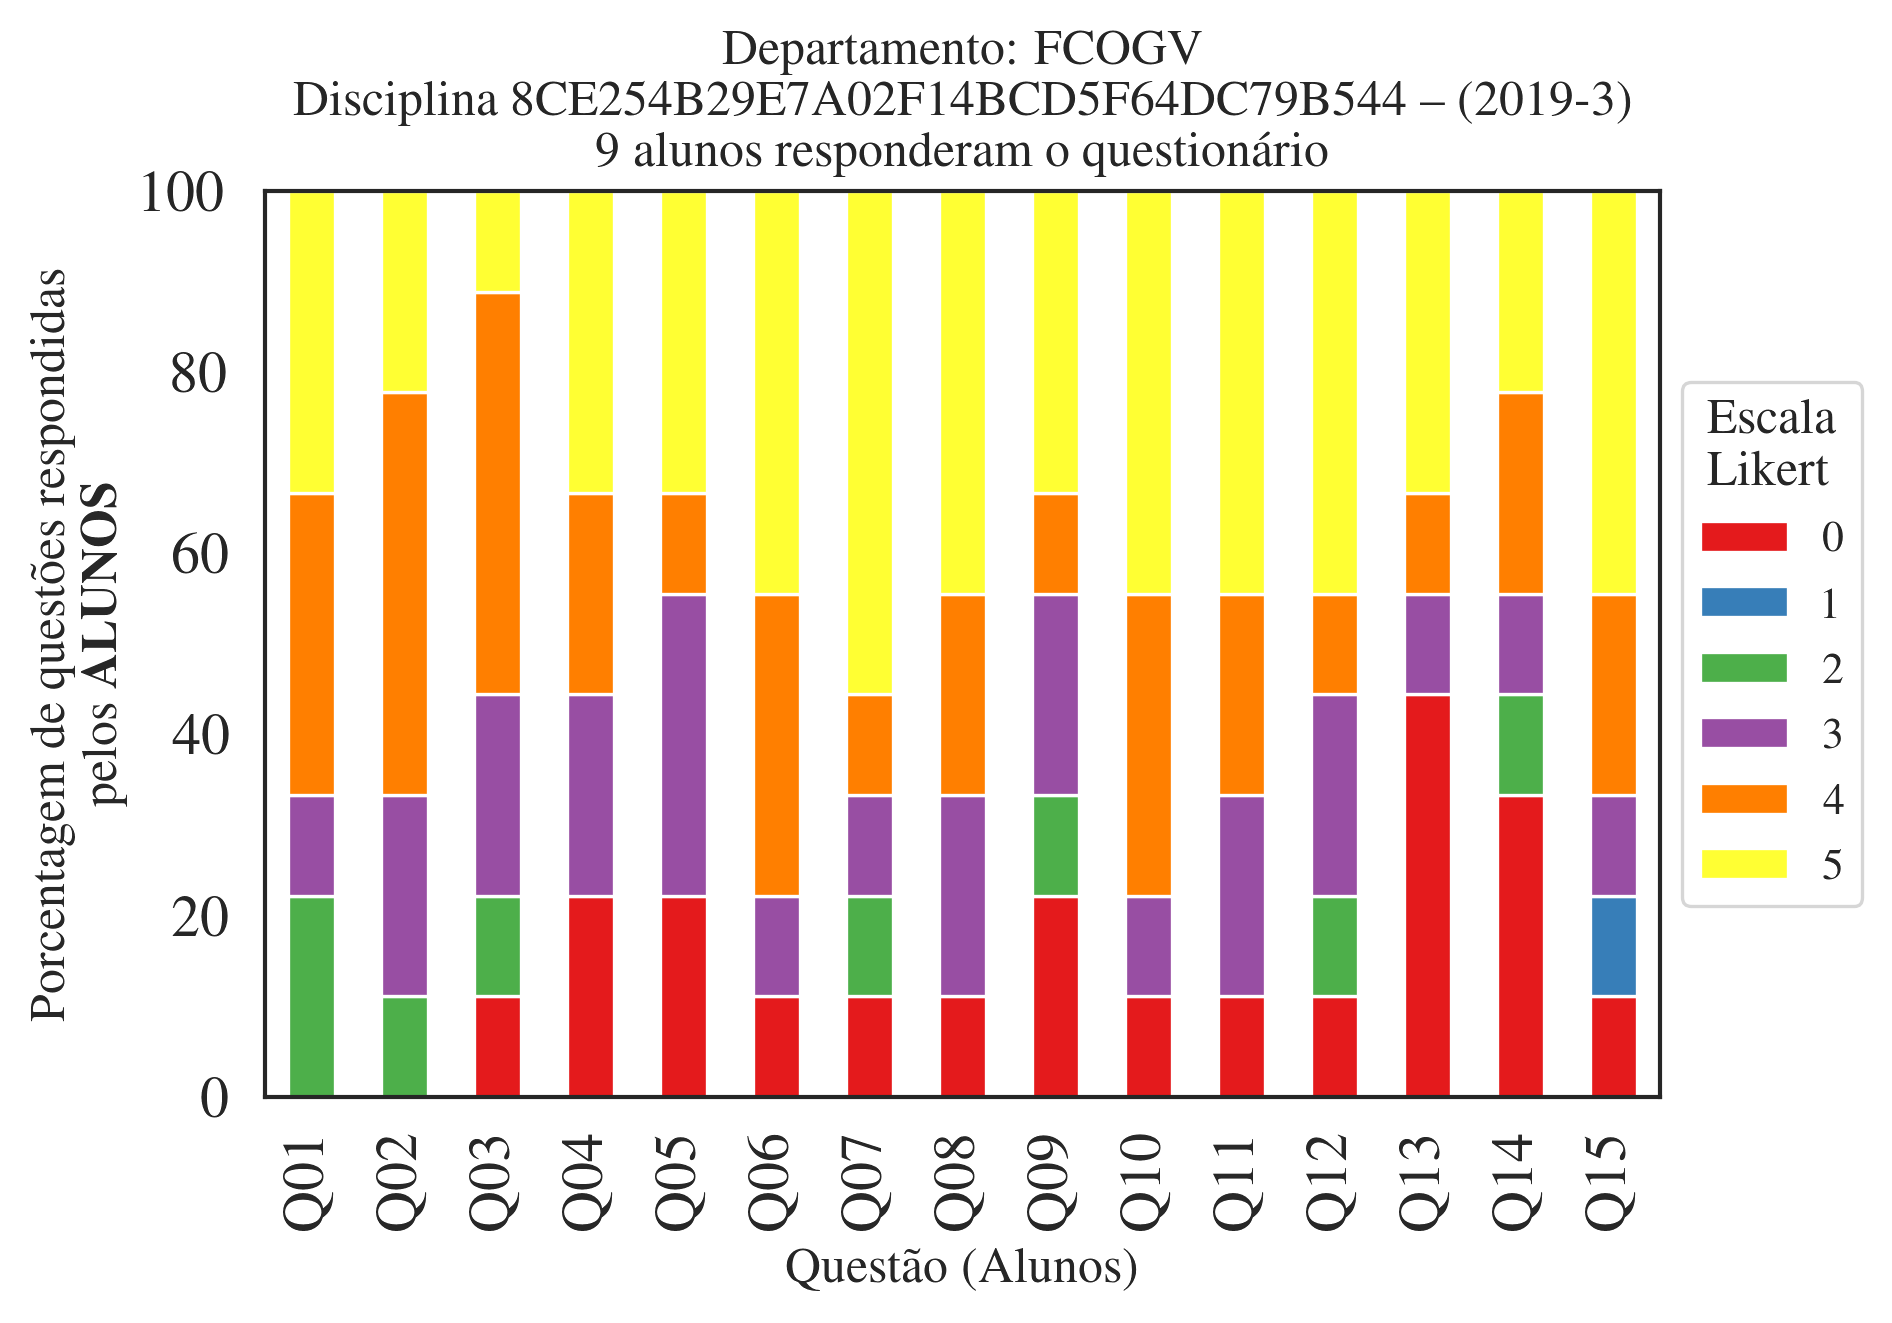 Departamento: FCOGV
Disciplina 8CE254B29E7A02F14BCD5F64DC79B544 – (2019-3)
9 alunos responderam o questionário
Porcentagem de questões respondidas
pelos ALUNOS
100
80
60
40
20
0
Q01
Q02
Q03
Q04
Q05
Q06
Q07
Q08
Q09
Q10
Q11
Q12
Q13
Q14
Q15
Questão (Alunos)
Escala
Likert
0
1
2
3
4
5